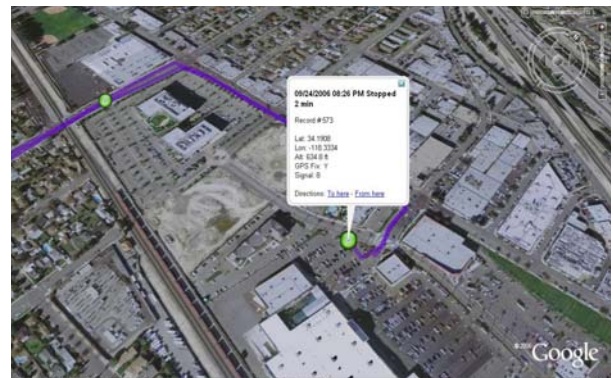 09/24/2006 08:26 PM Stopped
2 min
Record #573
Lat: 34.1908
Lon: -118.3334
Alt: 634.8 ft
GPS Fix: Y
Signal: 8
Directions: To here - From here
Google